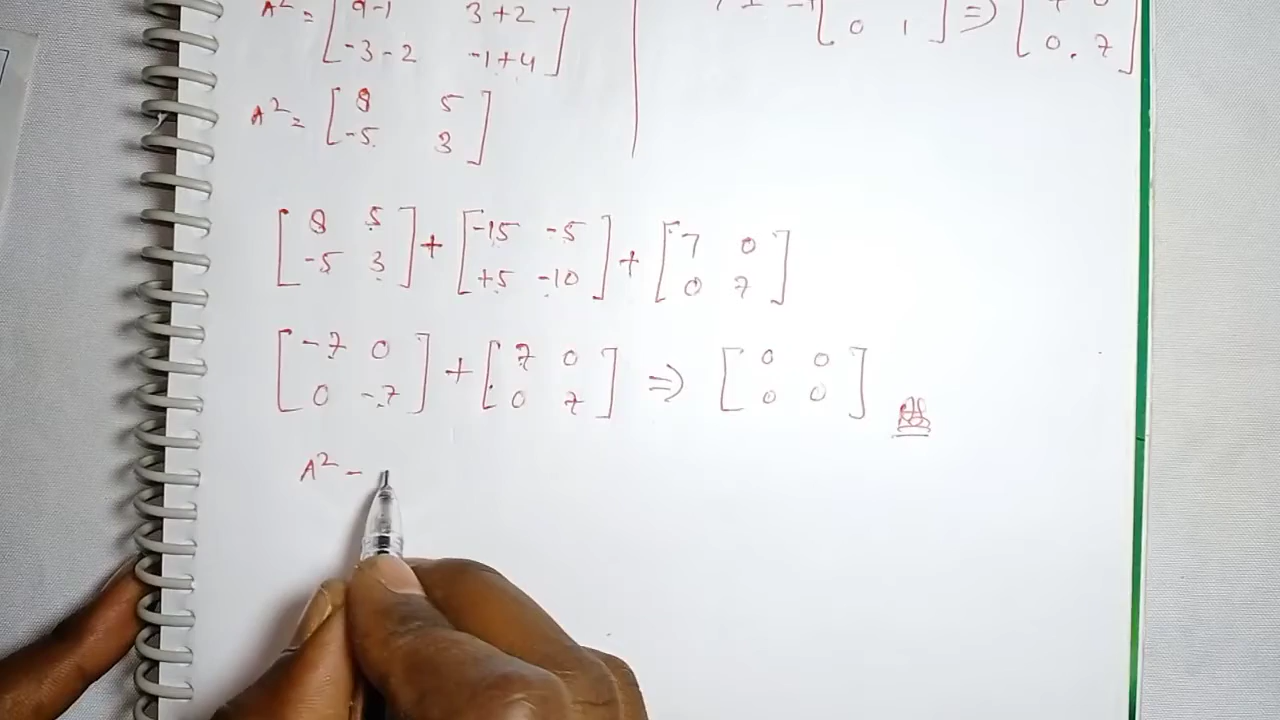 A² = [ 9-1 3+2
-3-2 -1+4 ]
0 1 ] ⇒ [ 7 0
0 7 ]
A² = [ 8 5
-5 3 ]
[ 8 5 ] + [ -15 -5 ] + [ 7 0 ]
[ -5 3 ] [ +5 -10 ] [ 0 7 ]
[ -7 0 ] + [ 7 0 ] ⇒ [ 0 0 ]
[ 0 -7 ] [ 0 7 ] [ 0 0 ]
A² -